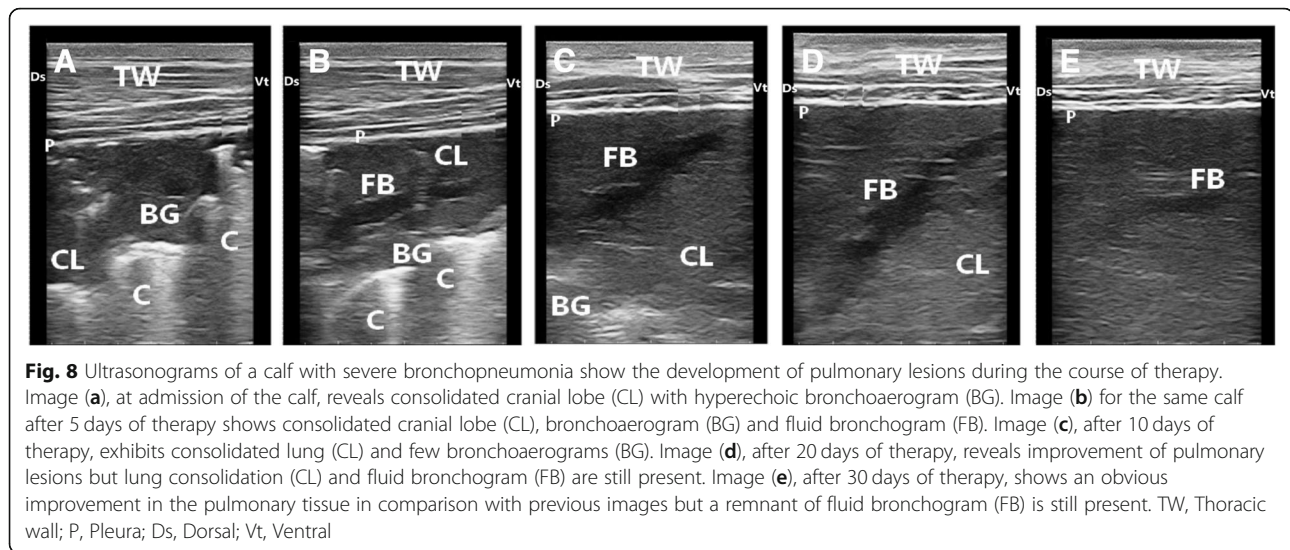 A
TW
Ds
Vt
P
BG
C
CL
C
B
TW
Ds
Vt
P
CL
FB
BG
C
C
C
TW
Ds
Vt
P
FB
CL
BG
D
TW
Ds
Vt
P
FB
CL
E
TW
Ds
Vt
P
FB
Fig. 8 Ultrasonograms of a calf with severe bronchopneumonia show the development of pulmonary lesions during the course of therapy.
Image (a), at admission of the calf, reveals consolidated cranial lobe (CL) with hyperechoic bronchoaerogram (BG). Image (b) for the same calf
after 5 days of therapy shows consolidated cranial lobe (CL), bronchoaerogram (BG) and fluid bronchogram (FB). Image (c), after 10 days of
therapy, exhibits consolidated lung (CL) and few bronchoaerograms (BG). Image (d), after 20 days of therapy, reveals improvement of pulmonary
lesions but lung consolidation (CL) and fluid bronchogram (FB) are still present. Image (e), after 30 days of therapy, shows an obvious
improvement in the pulmonary tissue in comparison with previous images but a remnant of fluid bronchogram (FB) is still present. TW, Thoracic
wall; P, Pleura; Ds, Dorsal; Vt, Ventral